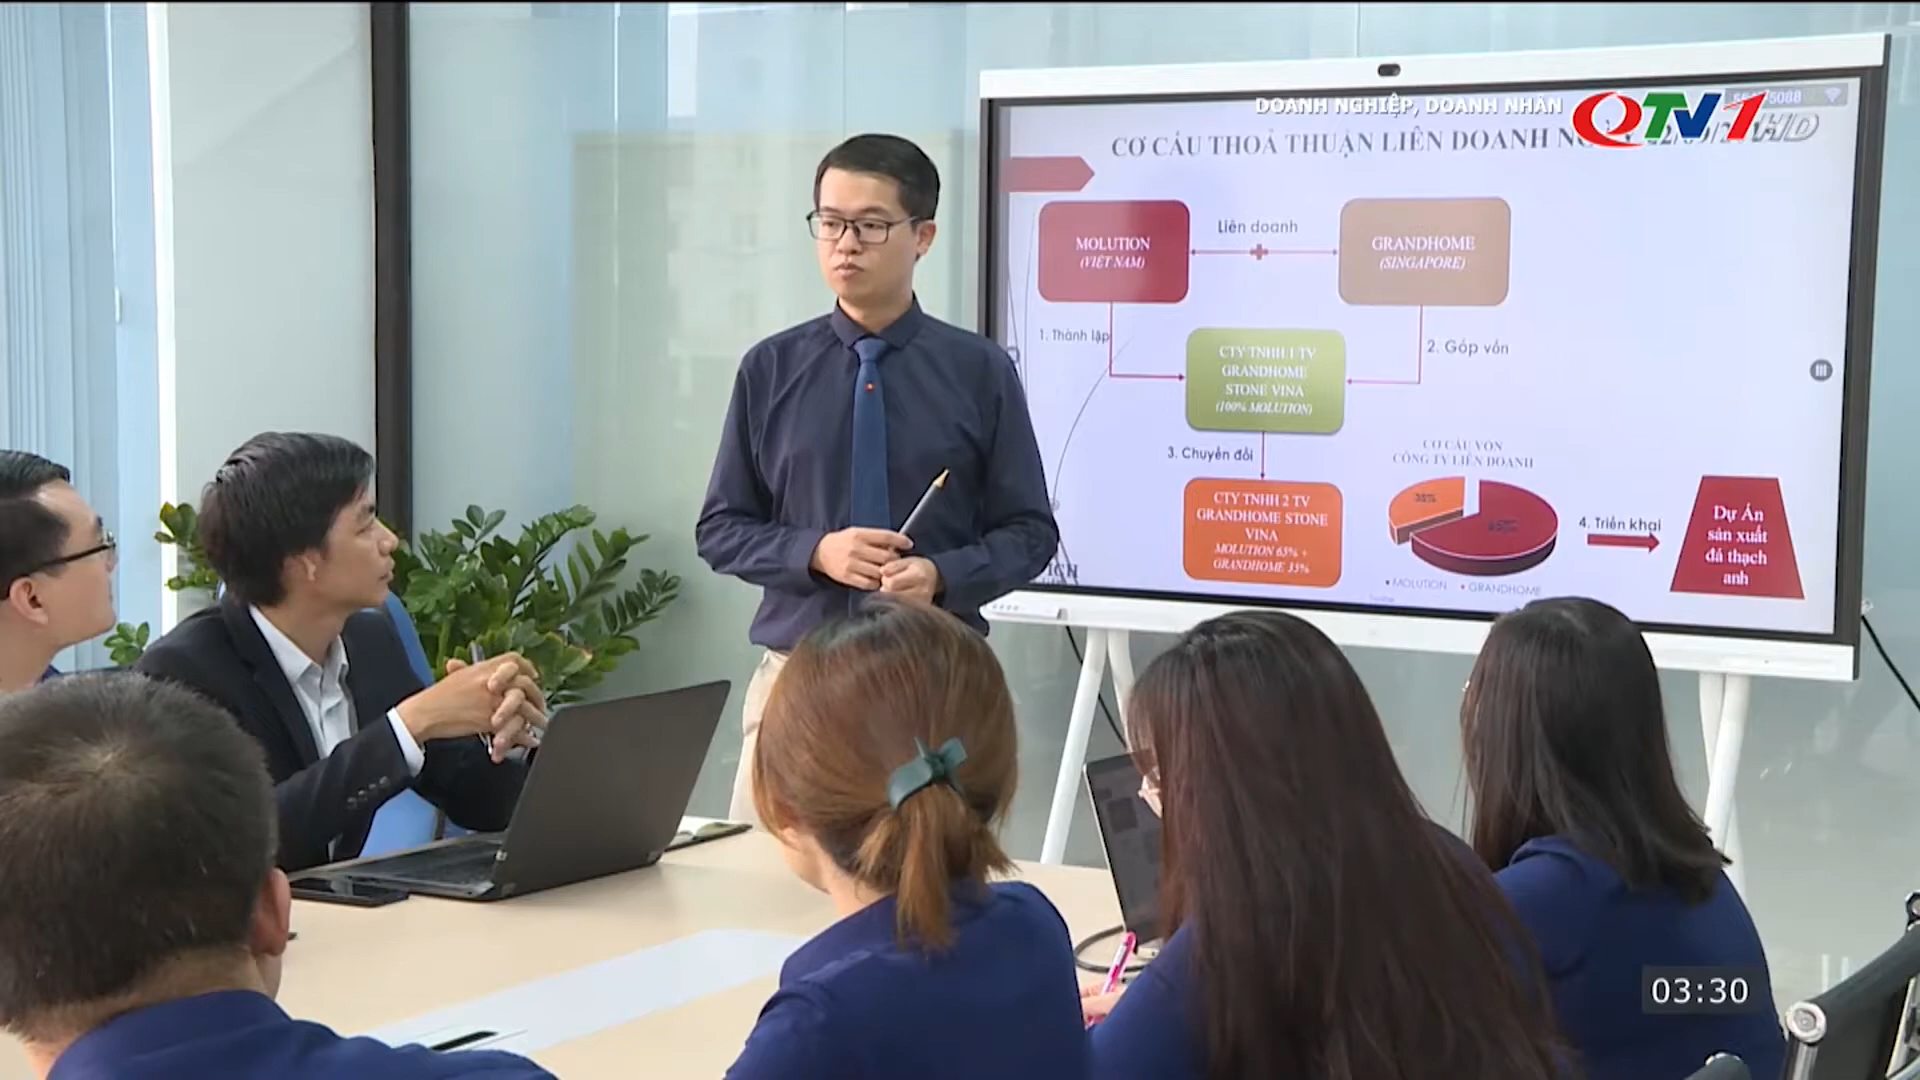 DOANH NGHIỆP, DOANH NHÂN
QTV1
HD
5088
CƠ CẤU THOẢ THUẬN LIÊN DOANH
MOLUTION
(VIỆT NAM)
Liên doanh
GRANDHOME
(SINGAPORE)
1. Thành lập
2. Góp vốn
CTY TNHH 1 TV
GRANDHOME
STONE VINA
(100% MOLUTION)
3. Chuyển đổi
CƠ CẤU VỐN
CÔNG TY LIÊN DOANH
CTY TNHH 2 TV
GRANDHOME STONE
VINA
MOLUTION 65% +
GRANDHOME 35%
35%
65%
MOLUTION
GRANDHOME
4. Triển khai
Dự Án
sản xuất
đá thạch
anh
03:30